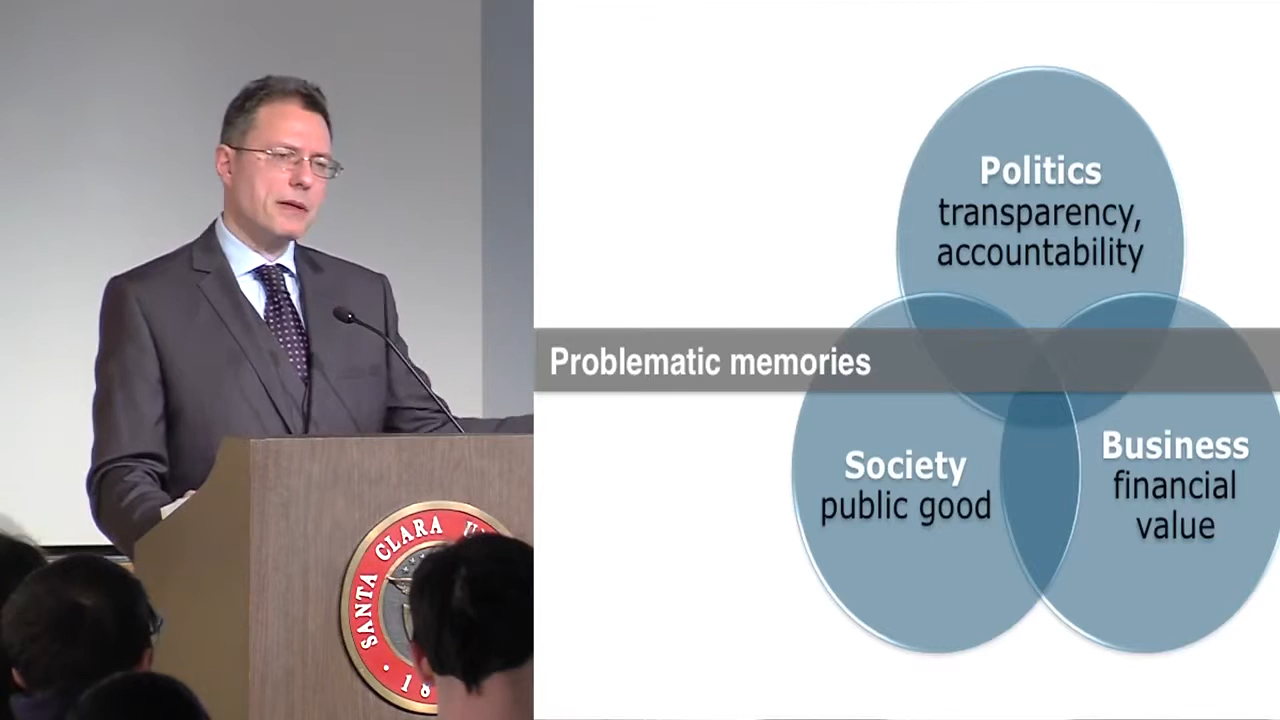 Politics
transparency,
accountability
Problematic memories
Society
public good
Business
financial
value
SANTA CLARA